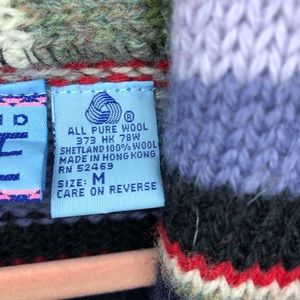 ®
ALL PURE WOOL
373 HK 78W
SHETLAND 100% WOOL
MADE IN HONG KONG
RN 52469
SIZE: M
CARE ON REVERSE